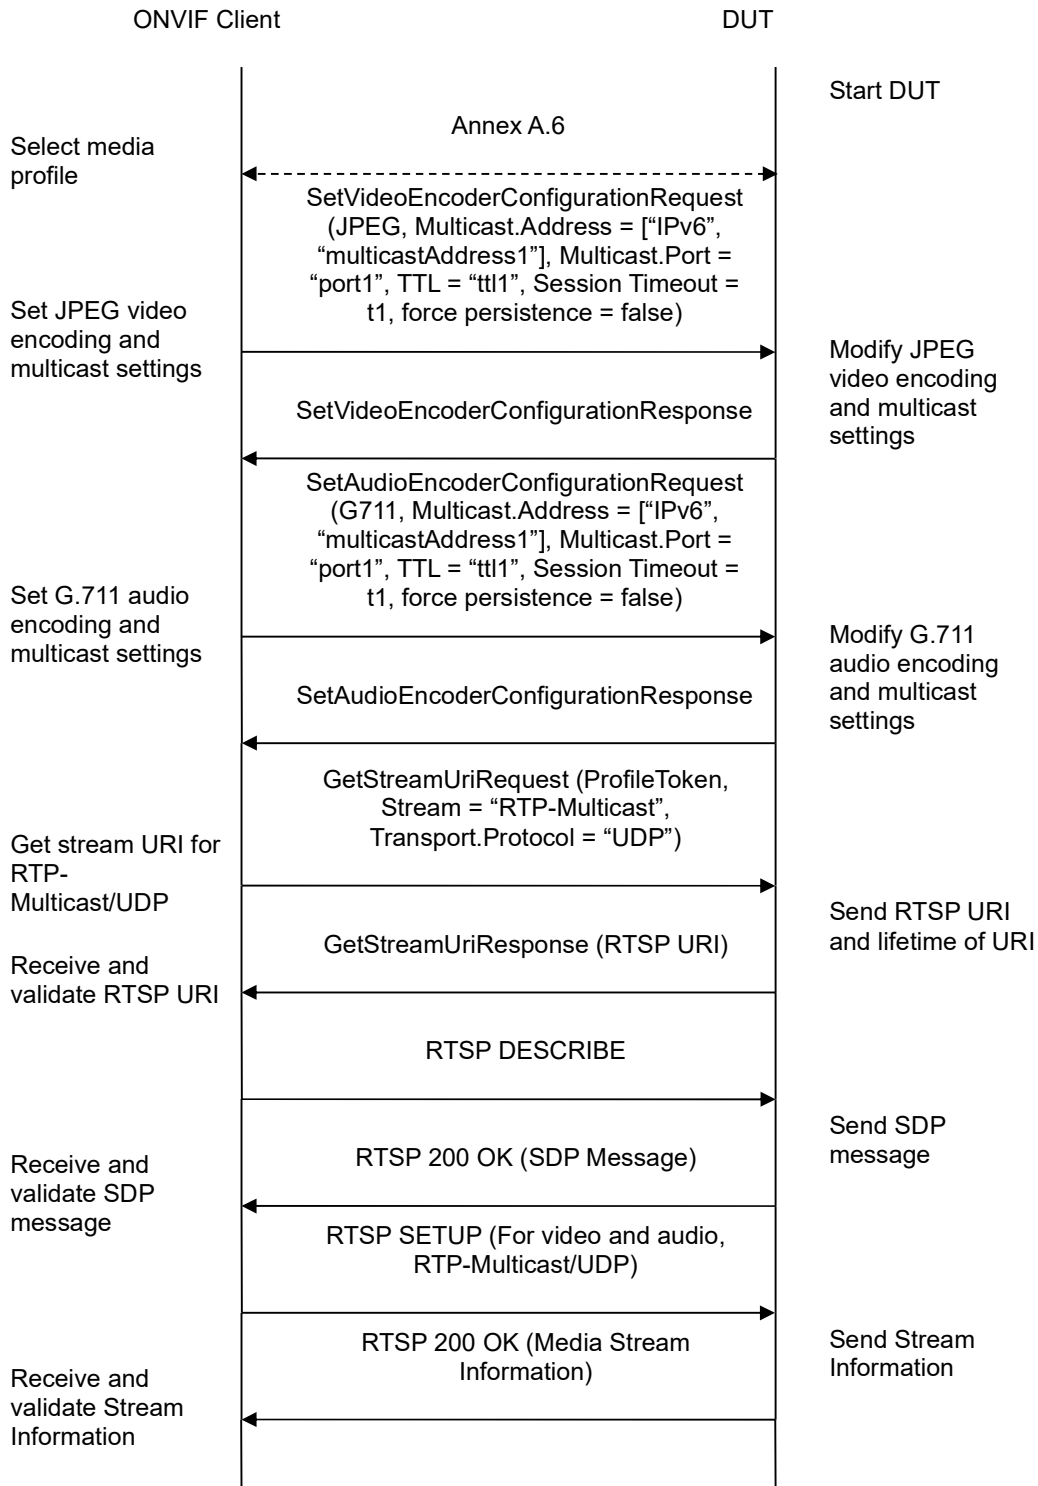 ONVIF Client
DUT
Start DUT
Annex A.6
Select media
profile
SetVideoEncoderConfigurationRequest
(JPEG, Multicast.Address = [“IPv6”,
“multicastAddress1”], Multicast.Port =
“port1”, TTL = “ttl1”, Session Timeout =
t1, force persistence = false)
Set JPEG video
encoding and
multicast settings
Modify JPEG
video encoding
and multicast
settings
SetVideoEncoderConfigurationResponse
SetAudioEncoderConfigurationRequest
(G711, Multicast.Address = [“IPv6”,
“multicastAddress1”], Multicast.Port =
“port1”, TTL = “ttl1”, Session Timeout =
t1, force persistence = false)
Set G.711 audio
encoding and
multicast settings
Modify G.711
audio encoding
and multicast
settings
SetAudioEncoderConfigurationResponse
GetStreamUriRequest (ProfileToken,
Stream = “RTP-Multicast”,
Transport.Protocol = “UDP”)
Get stream URI for
RTP-
Multicast/UDP
Send RTSP URI
and lifetime of URI
GetStreamUriResponse (RTSP URI)
Receive and
validate RTSP URI
RTSP DESCRIBE
Send SDP
message
RTSP 200 OK (SDP Message)
Receive and
validate SDP
message
RTSP SETUP (For video and audio,
RTP-Multicast/UDP)
Send Stream
Information
RTSP 200 OK (Media Stream
Information)
Receive and
validate Stream
Information